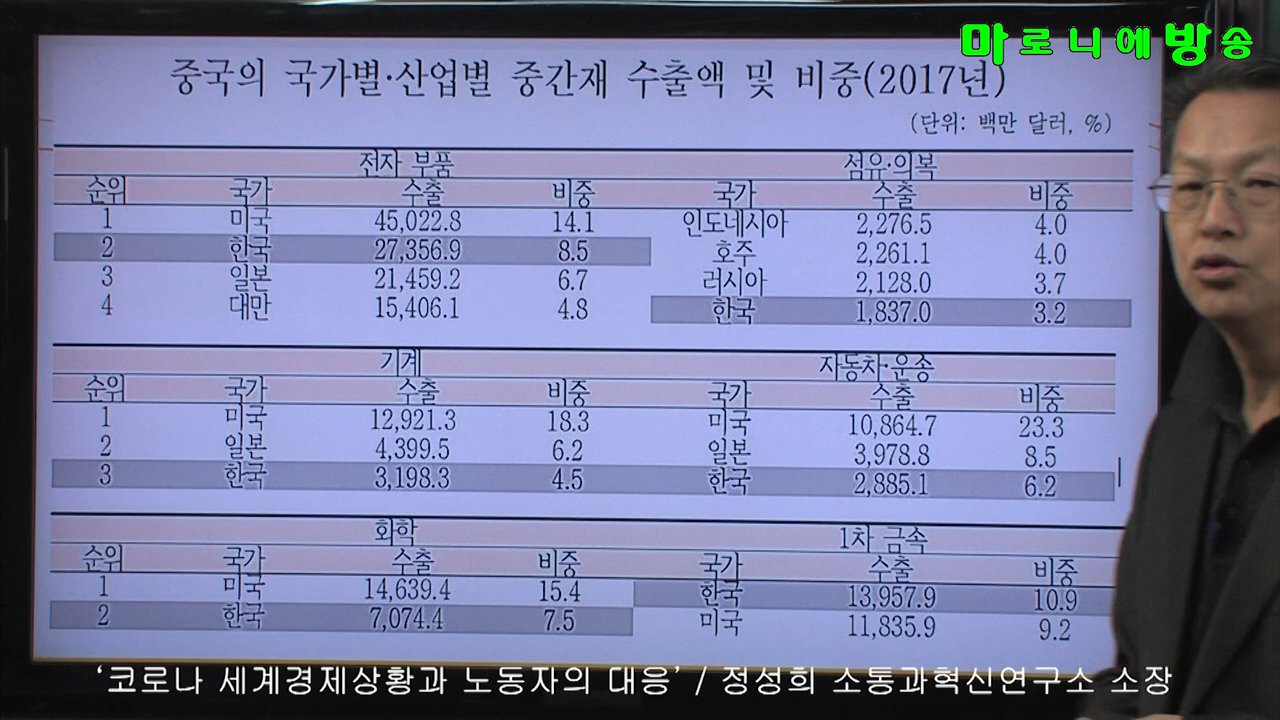 마로니에방송
중국의 국가별·산업별 중간재 수출액 및 비중(2017년)
(단위: 백만 달러, %)
전자 부품 섬유·의복
순위 국가 수출 비중 국가 수출 비중
1 미국 45,022.8 14.1 인도네시아 2,276.5 4.0
2 한국 27,356.9 8.5 호주 2,261.1 4.0
3 일본 21,459.2 6.7 러시아 2,128.0 3.7
4 대만 15,406.1 4.8 한국 1,837.0 3.2
기계 자동차·운송
순위 국가 수출 비중 국가 수출 비중
1 미국 12,921.3 18.3 미국 10,864.7 23.3
2 일본 4,399.5 6.2 일본 3,978.8 8.5
3 한국 3,198.3 4.5 한국 2,885.1 6.2
화학 1차 금속
순위 국가 수출 비중 국가 수출 비중
1 미국 14,639.4 15.4 한국 13,957.9 10.9
2 한국 7,074.4 7.5 미국 11,835.9 9.2
‘코로나 세계경제상황과 노동자의 대응’ / 정성희 소통과혁신연구소 소장